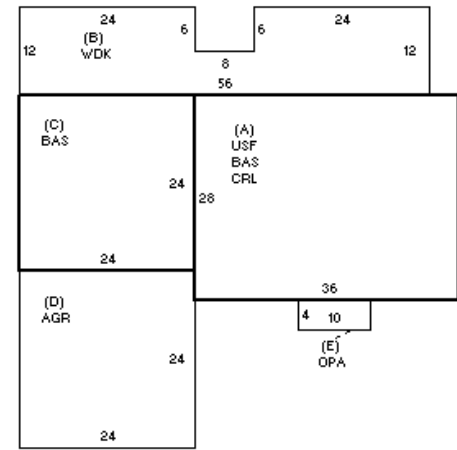 24
24
6
6
(B)
WDK
12
12
8
56
(C)
BAS
(A)
USF
BAS
CRL
24
28
24
36
(D)
AGR
4
10
(E)
OPA
24
24